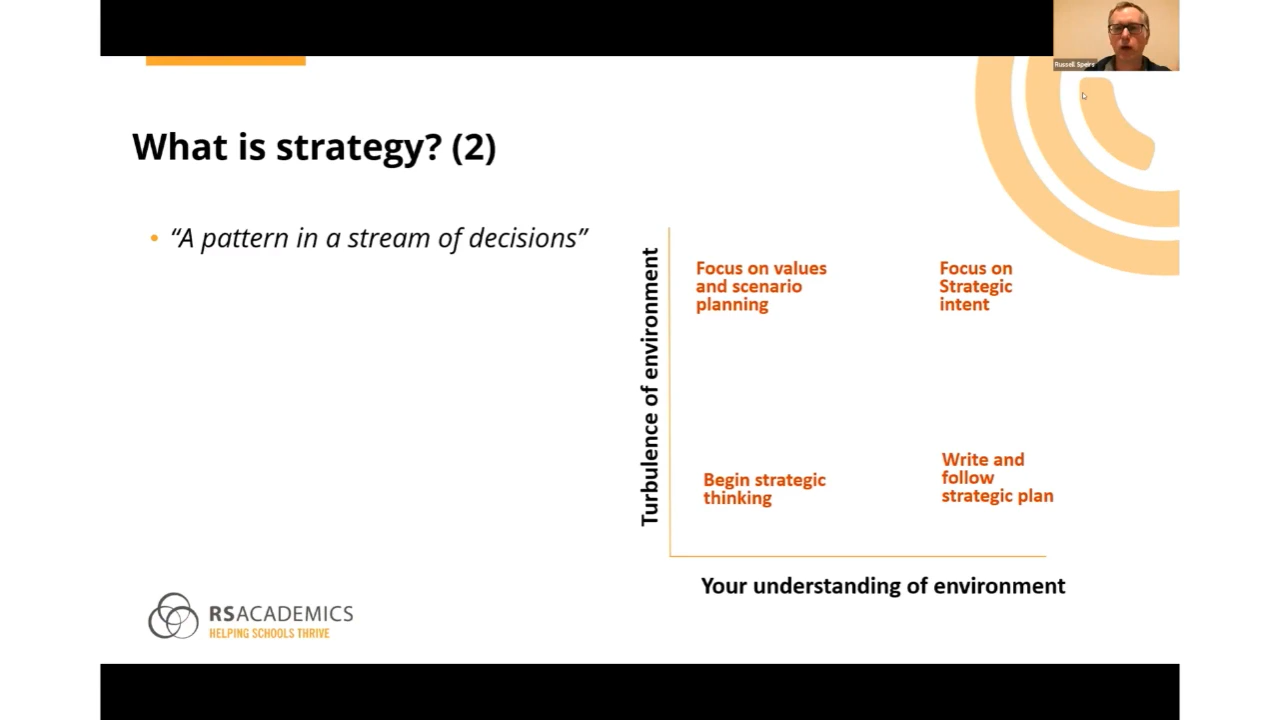 Russell Speirs
What is strategy? (2)
• “A pattern in a stream of decisions”
Turbulence of environment
Focus on values
and scenario
planning
Focus on
Strategic
intent
Begin strategic
thinking
Write and
follow
strategic plan
Your understanding of environment
RSACADEMICS
HELPING SCHOOLS THRIVE